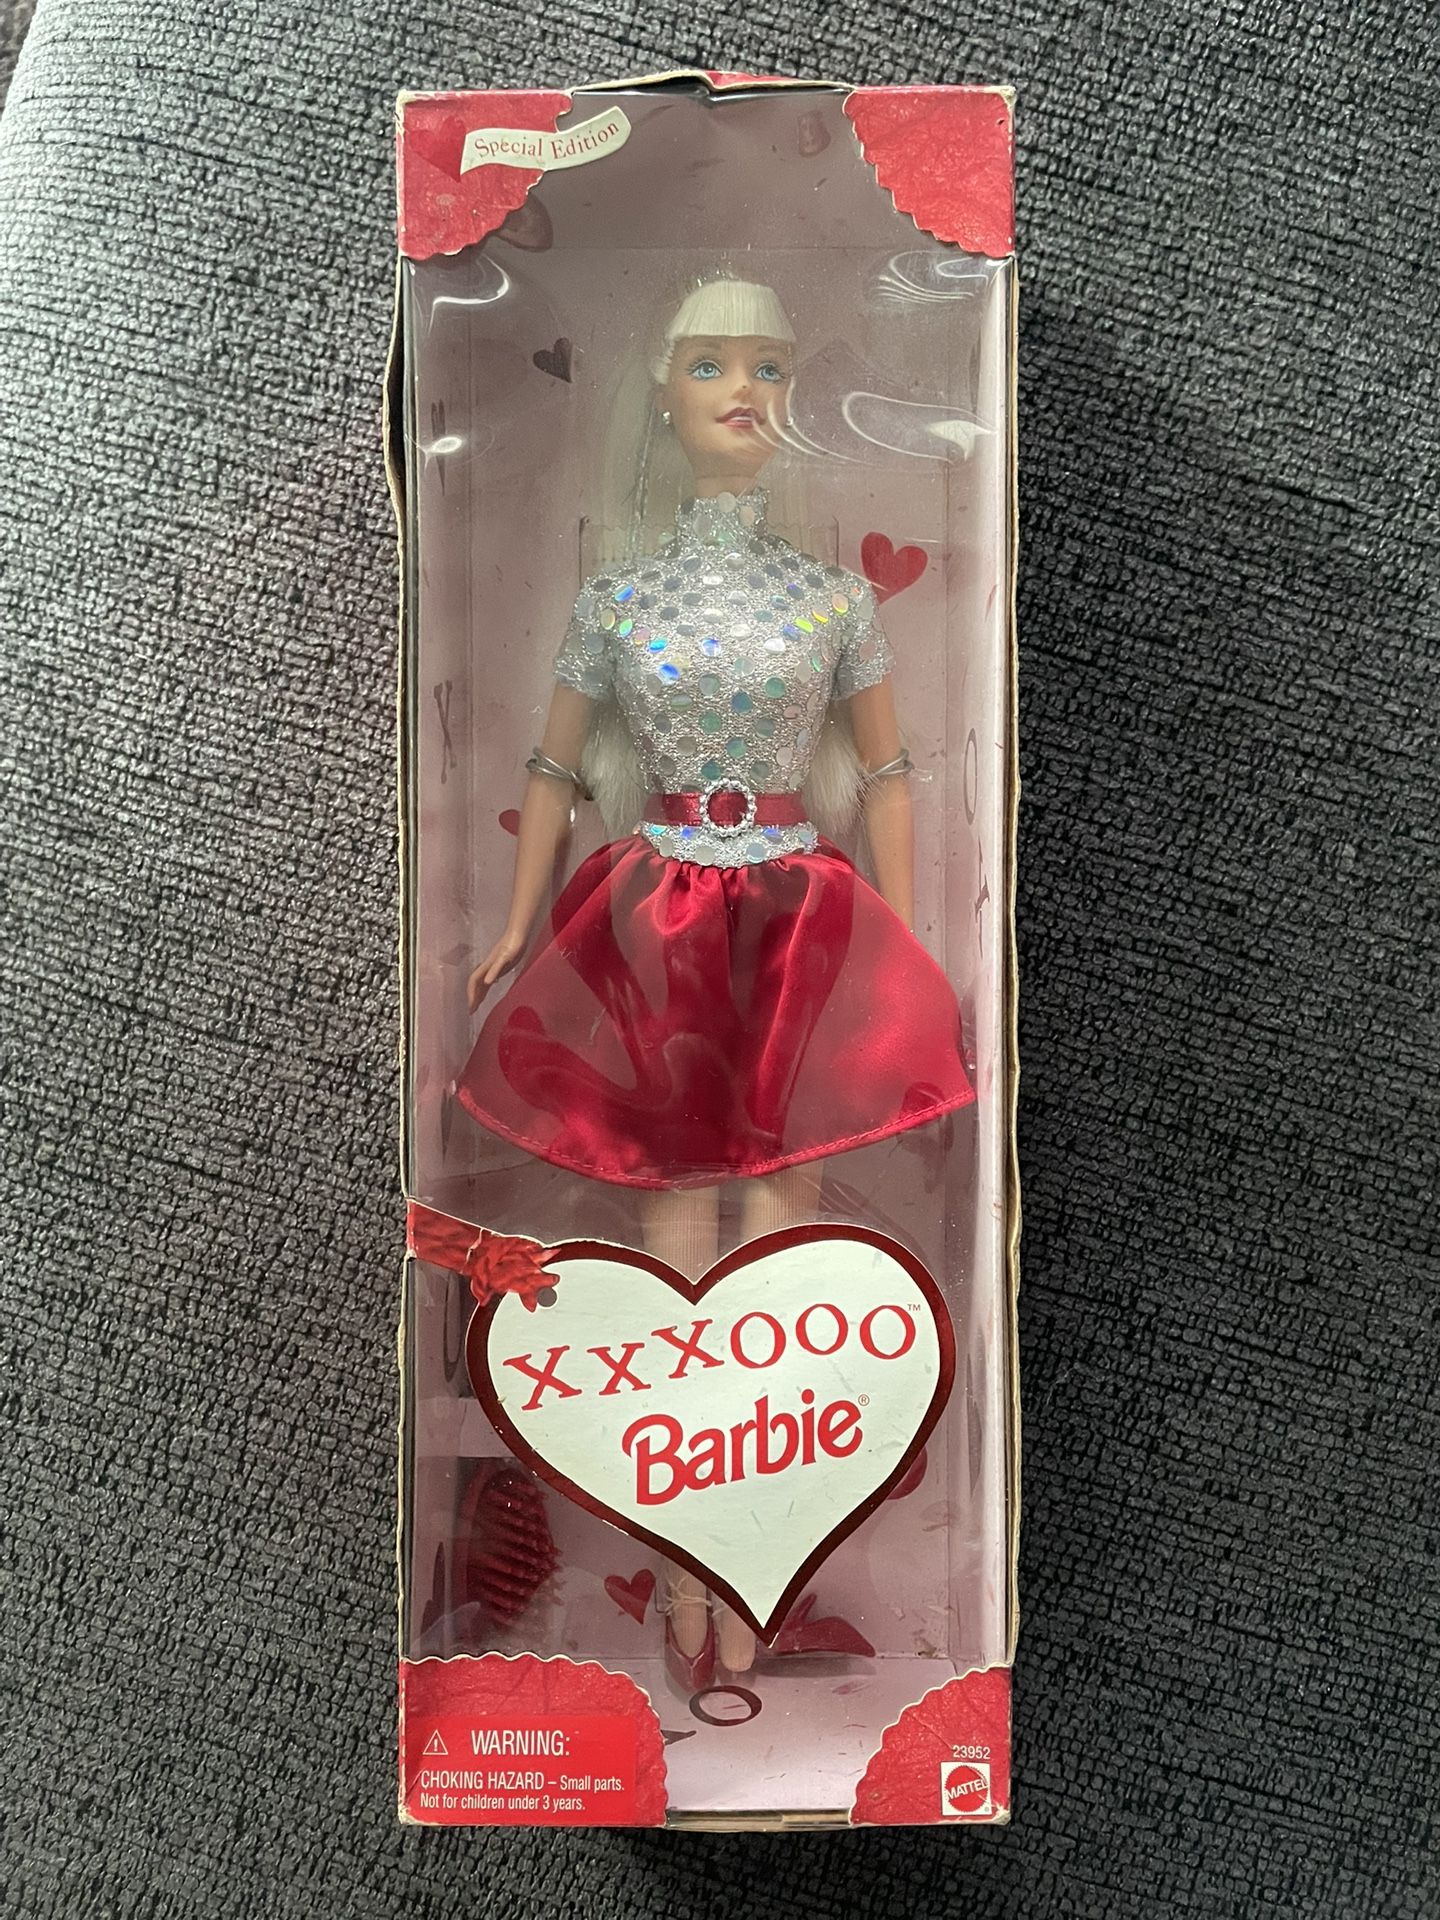 Special Edition
X
O
X
XXXOOO™
Barbie®
O
⚠ WARNING:
CHOKING HAZARD – Small parts.
Not for children under 3 years.
23952
MATTEL®